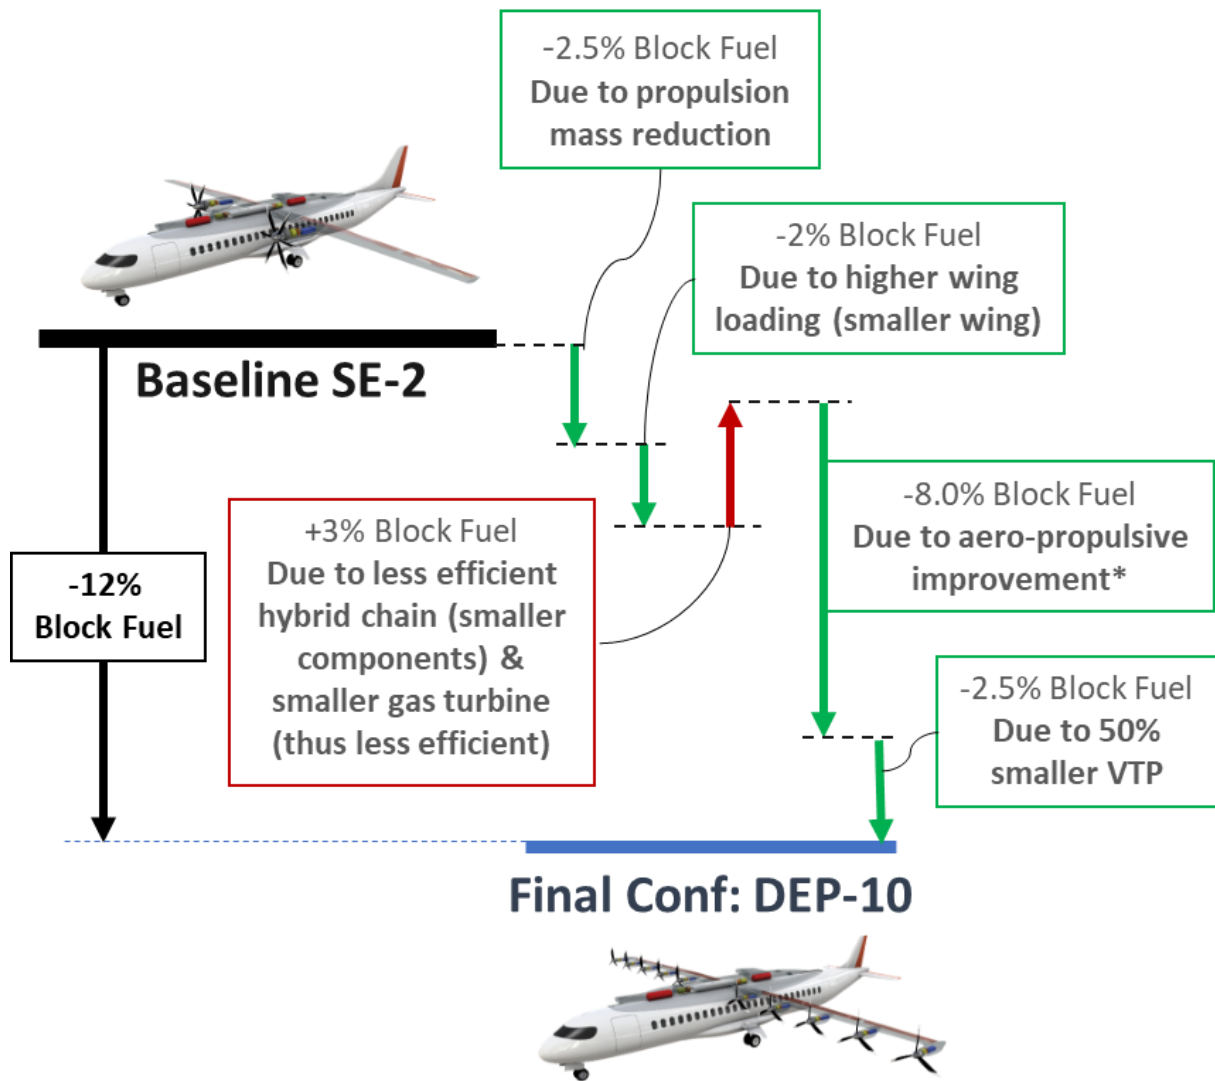 -2.5% Block Fuel
Due to propulsion
mass reduction
-2% Block Fuel
Due to higher wing
loading (smaller wing)
Baseline SE-2
-8.0% Block Fuel
Due to aero-propulsive
improvement*
+3% Block Fuel
Due to less efficient
hybrid chain (smaller
components) &
smaller gas turbine
(thus less efficient)
-12%
Block Fuel
-2.5% Block Fuel
Due to 50%
smaller VTP
Final Conf: DEP-10